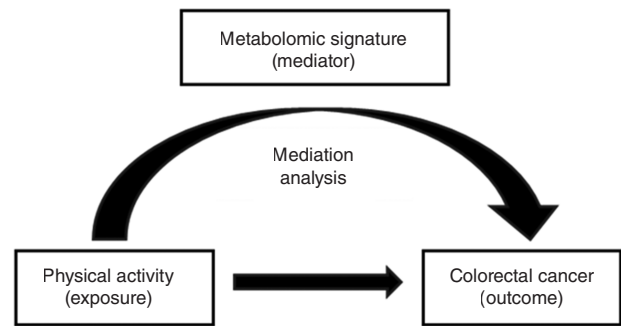 Metabolomic signature
(mediator)
Mediation
analysis
Physical activity
(exposure)
Colorectal cancer
(outcome)